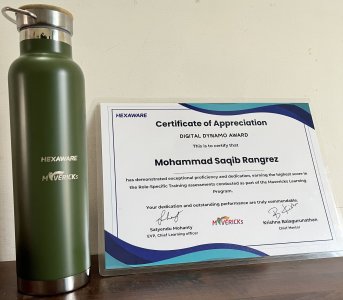 HEXAWARE
MAVERICKS
HEXAWARE
Certificate of Appreciation
DIGITAL DYNAMO AWARD
This is to certify that
Mohammad Saqib Rangrez
has demonstrated exceptional proficiency and dedication, earning the highest score in
the Role-Specific Training assessments conducted as part of the Mavericks Learning
Program.
Your dedication and outstanding performance are truly commendable.
Satyendu Mohanty
SVP, Chief Learning officer
MAVERICKS
Krishna Balagurunathan
Chief Mentor